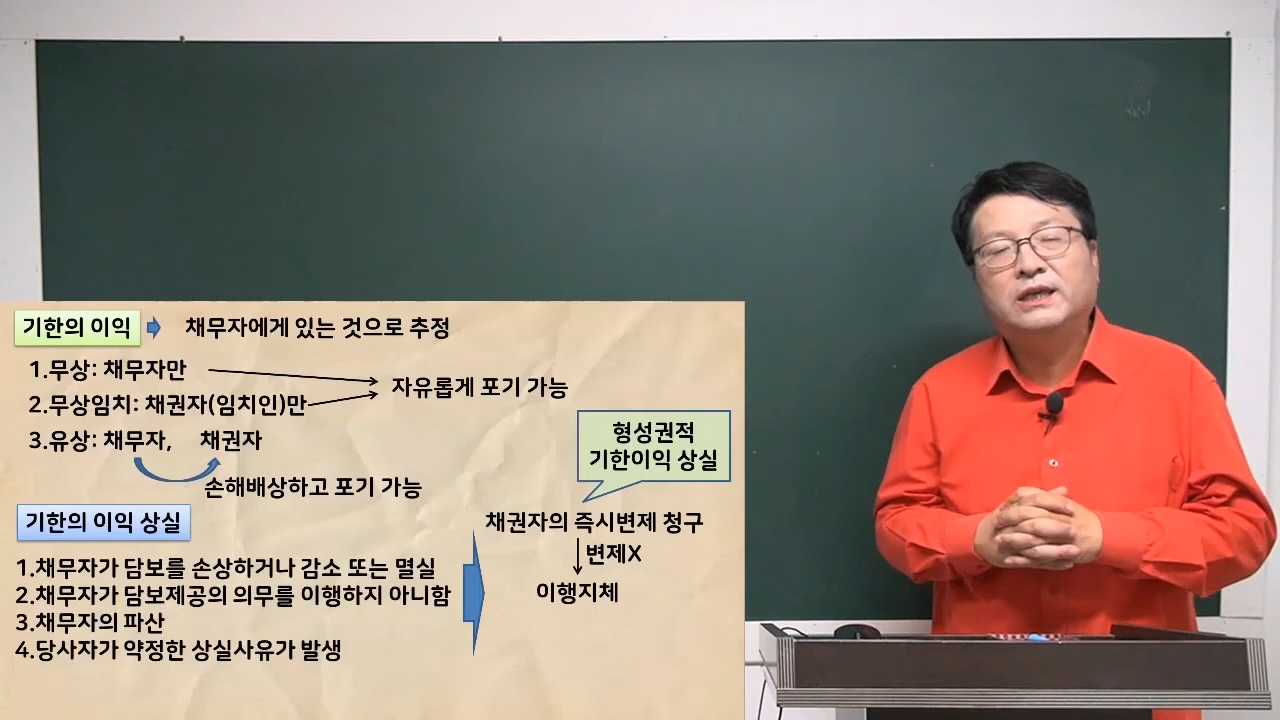 기한의 이익 채무자에게 있는 것으로 추정
1.무상: 채무자만
자유롭게 포기 가능
2.무상임치: 채권자(임치인)만
3.유상: 채무자, 채권자
손해배상하고 포기 가능
형성권적
기한이익 상실
기한의 이익 상실
채권자의 즉시변제 청구
변제X
이행지체
1.채무자가 담보를 손상하거나 감소 또는 멸실
2.채무자가 담보제공의 의무를 이행하지 아니함
3.채무자의 파산
4.당사자가 약정한 상실사유가 발생